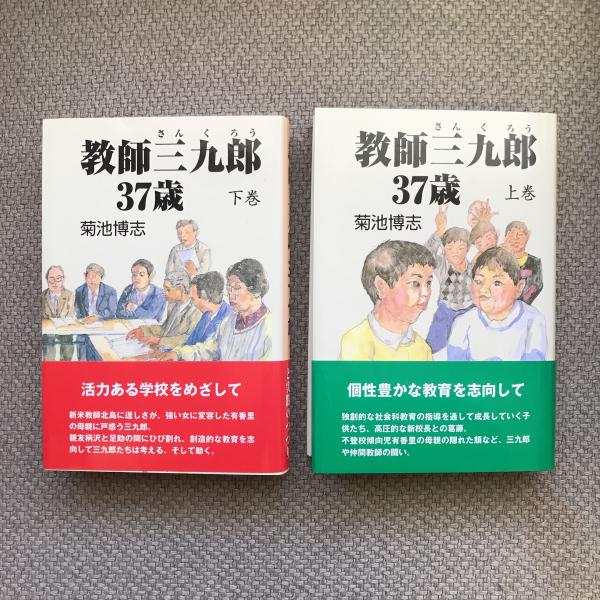 さんくろう
教師三九郎
37歳
下巻
菊池博志
活力ある学校をめざして
新米教師北島に逞しさが、強い女に変容した有香里
の母親に戸惑う三九郎。
親友柄沢と足助の間にひび割れ、創造的な教育を志
向して三九郎たちは考える、そして動く。
さんくろう
教師三九郎
37歳
上巻
菊池博志
個性豊かな教育を志向して
独創的な社会科教育の指導を通して成長していく子
供たち、高圧的な新校長との葛藤。
不登校傾向児有香里の母親の隠れた顔など、三九郎
や仲間教師の闘い。